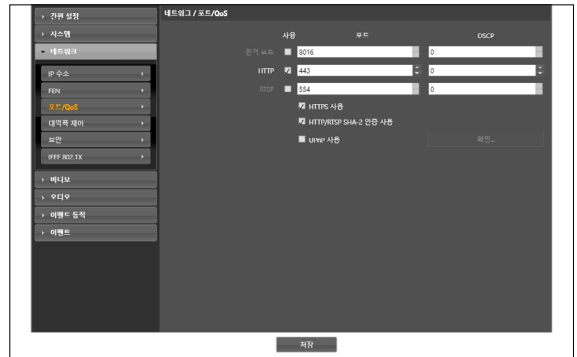 간편 설정
네트워크 / 포트/QoS
시스템
사용
포트
DSCP
네트워크
원격 포트
8016
0
IP 주소
HTTP
443
0
FEN
RTSP
554
0
포트/QoS
HTTPS 사용
대역폭 제어
HTTP/RTSP SHA-2 인증 사용
보안
UPnP 사용
확인...
IEEE 802.1X
비디오
오디오
이벤트 동작
이벤트
저장